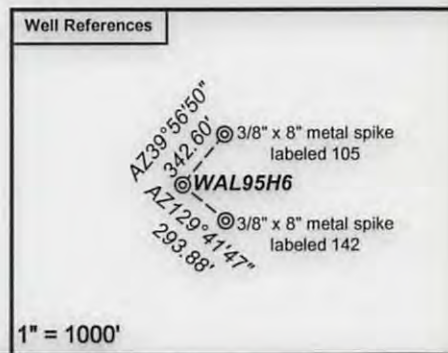 Well References
AZ39°56'50"
342.60'
3/8" x 8" metal spike
labeled 105
WAL95H6
AZ129°41'47"
293.88'
3/8" x 8" metal spike
labeled 142
1" = 1000'